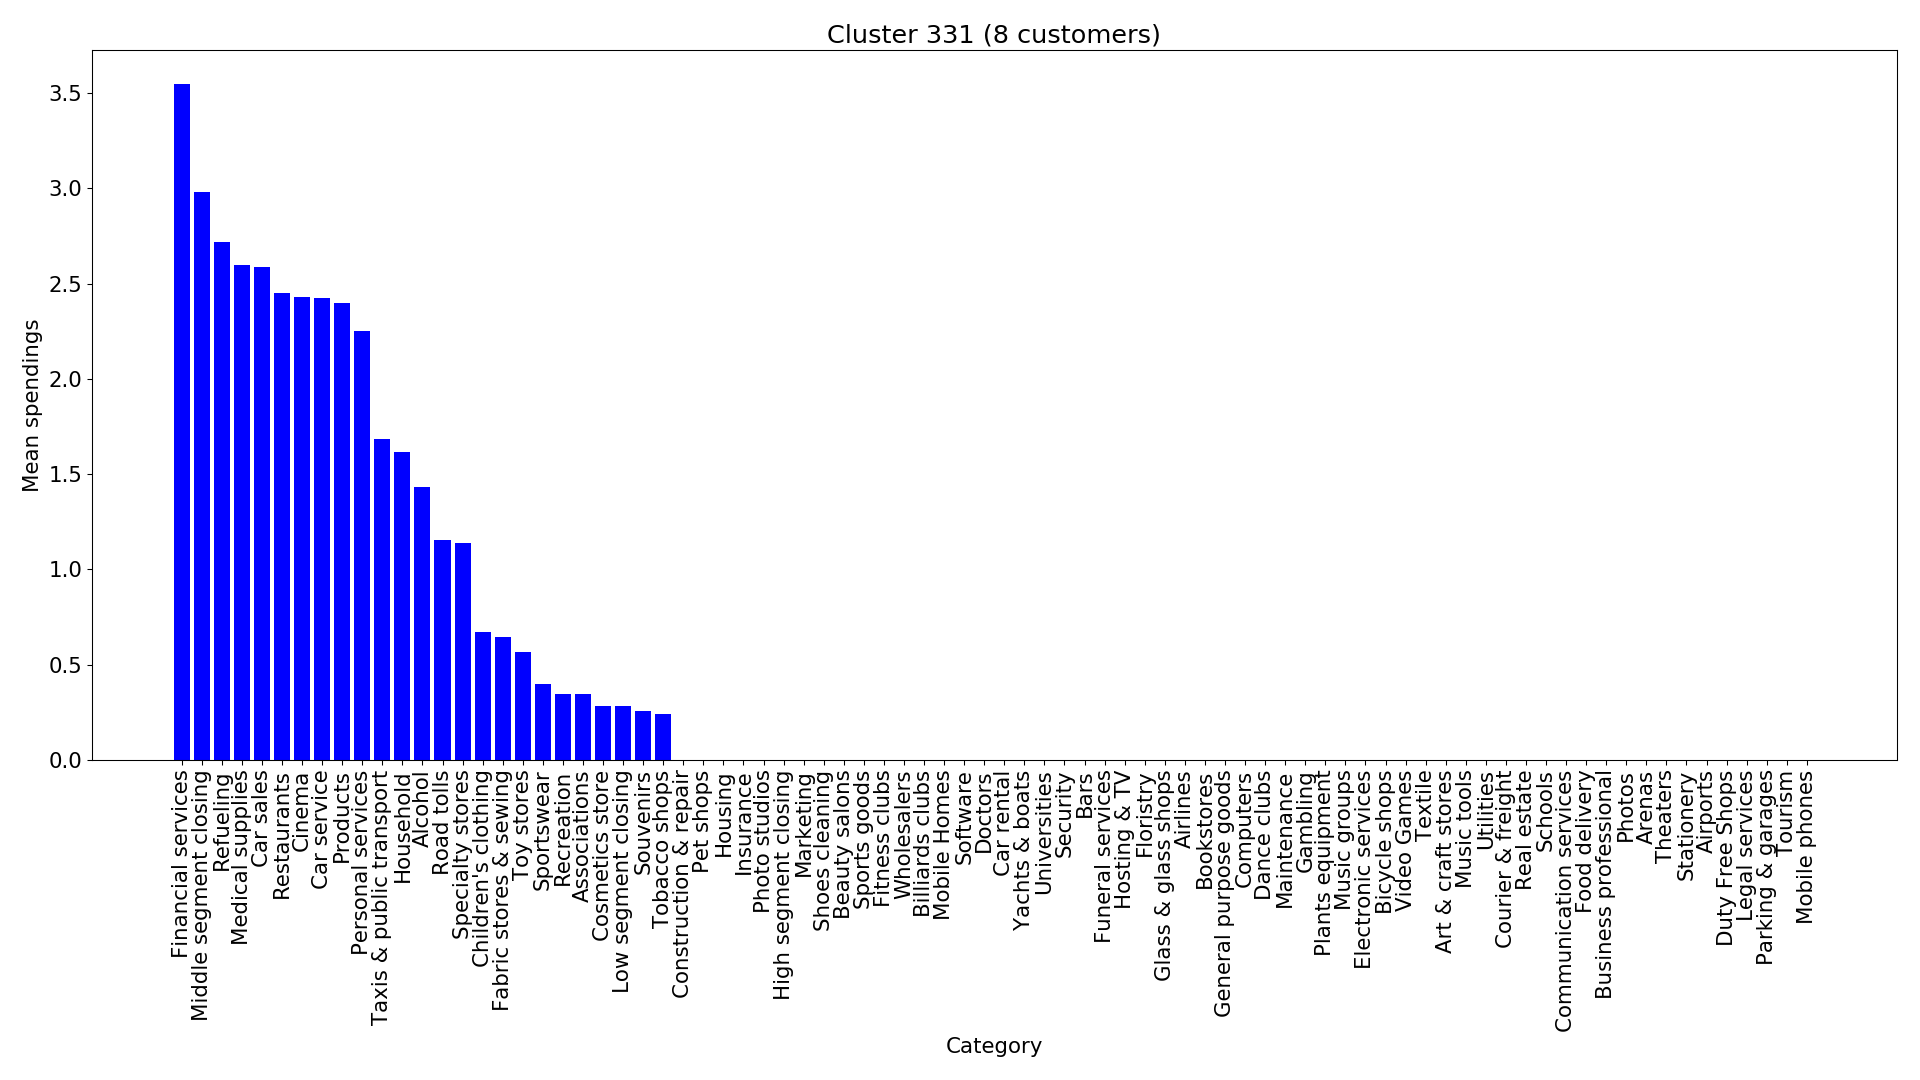 Cluster 331 (8 customers)
3.5
3.0
2.5
2.0
1.5
1.0
0.5
0.0
Mean spendings
Financial services
Middle segment closing
Refueling
Medical supplies
Car sales
Restaurants
Cinema
Car service
Products
Personal services
Taxis & public transport
Household
Alcohol
Road tolls
Specialty stores
Children's clothing
Fabric stores & sewing
Toy stores
Sportswear
Recreation
Associations
Cosmetics store
Low segment closing
Souvenirs
Tobacco shops
Construction & repair
Pet shops
Housing
Insurance
Photo studios
High segment closing
Marketing
Shoes cleaning
Beauty salons
Sports goods
Fitness clubs
Wholesalers
Billiards clubs
Mobile Homes
Software
Doctors
Car rental
Yachts & boats
Universities
Security
Bars
Funeral services
Hosting & TV
Floristry
Glass & glass shops
Airlines
Bookstores
General purpose goods
Computers
Dance clubs
Maintenance
Gambling
Plants equipment
Music groups
Electronic services
Bicycle shops
Video Games
Textile
Art & craft stores
Music tools
Utilities
Courier & freight
Real estate
Schools
Communication services
Food delivery
Business professional
Photos
Arenas
Theaters
Stationery
Airports
Duty Free Shops
Legal services
Parking & garages
Tourism
Mobile phones
Category